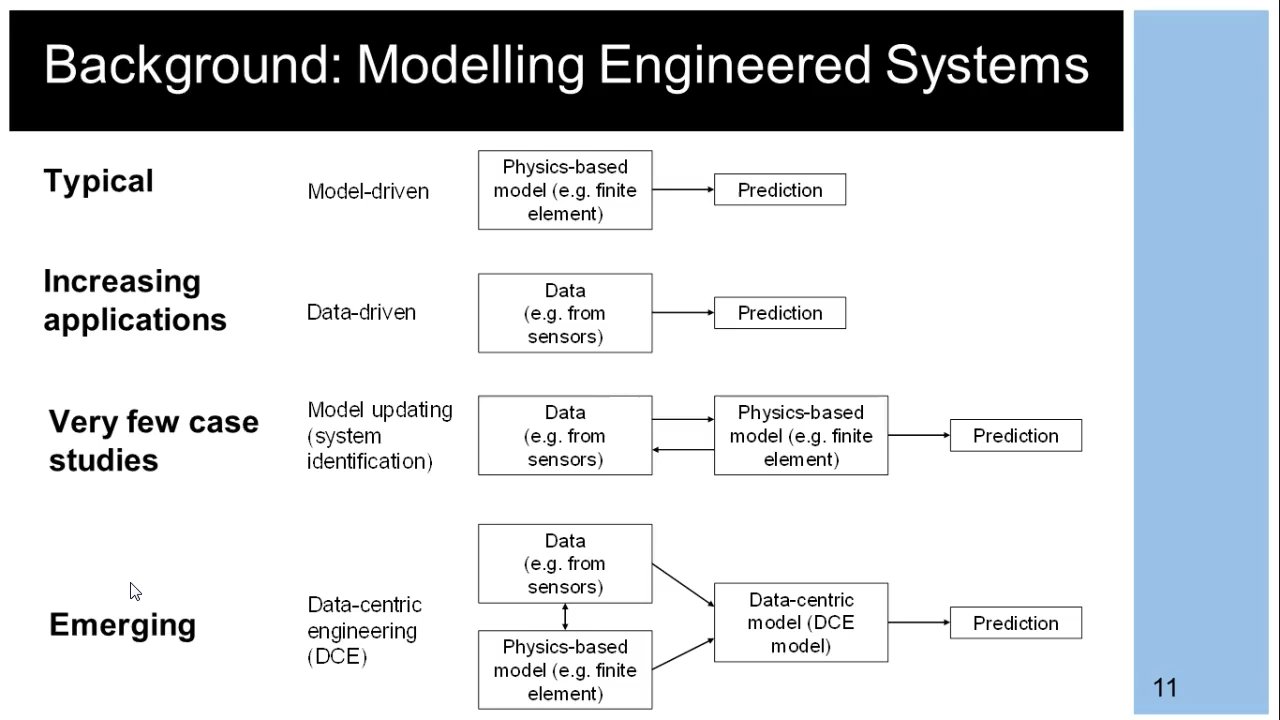 Background: Modelling Engineered Systems
Typical
Model-driven
Physics-based
model (e.g. finite
element)
Prediction
Increasing
applications
Data-driven
Data
(e.g. from
sensors)
Prediction
Very few case
studies
Model updating
(system
identification)
Data
(e.g. from
sensors)
Physics-based
model (e.g. finite
element)
Prediction
Emerging
Data-centric
engineering
(DCE)
Data
(e.g. from
sensors)
Physics-based
model (e.g. finite
element)
Data-centric
model (DCE
model)
Prediction
11